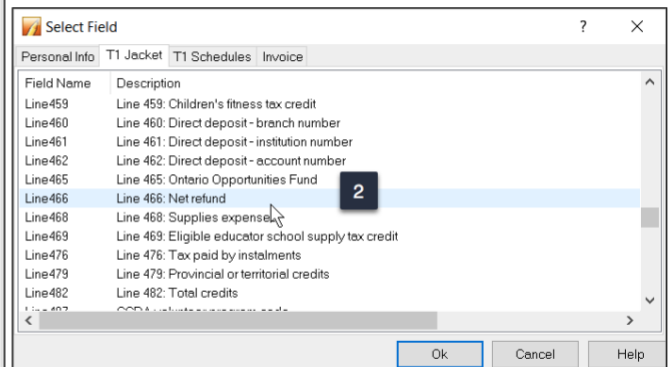 Select Field ? ×
Personal Info T1 Jacket T1 Schedules Invoice
Field Name Description
Line459 Line 459: Children's fitness tax credit
Line460 Line 460: Direct deposit - branch number
Line461 Line 461: Direct deposit - institution number
Line462 Line 462: Direct deposit - account number
Line465 Line 465: Ontario Opportunities Fund
2
Line466 Line 466: Net refund
Line468 Line 468: Supplies expense
Line469 Line 469: Eligible educator school supply tax credit
Line476 Line 476: Tax paid by instalments
Line479 Line 479: Provincial or territorial credits
Line482 Line 482: Total credits
Ok Cancel Help